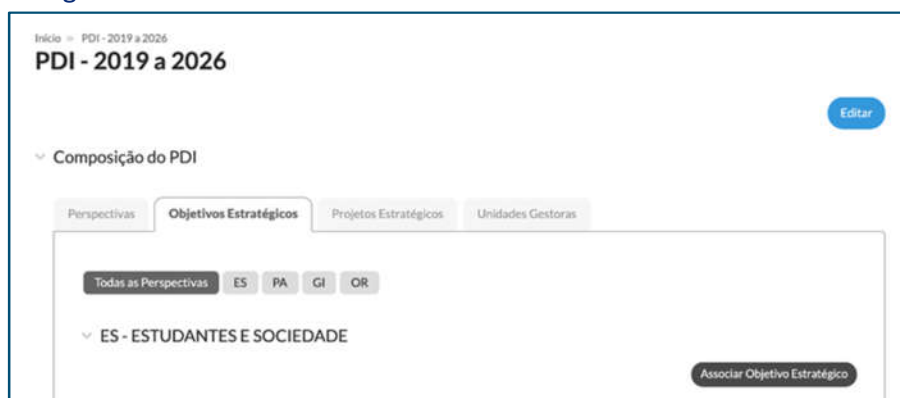 Início » PDI - 2019 a 2026
PDI - 2019 a 2026
Editar
Composição do PDI
Perspectivas Objetivos Estratégicos Projetos Estratégicos Unidades Gestoras
Todas as Perspectivas ES PA GI OR
ES - ESTUDANTES E SOCIEDADE
Associar Objetivo Estratégico